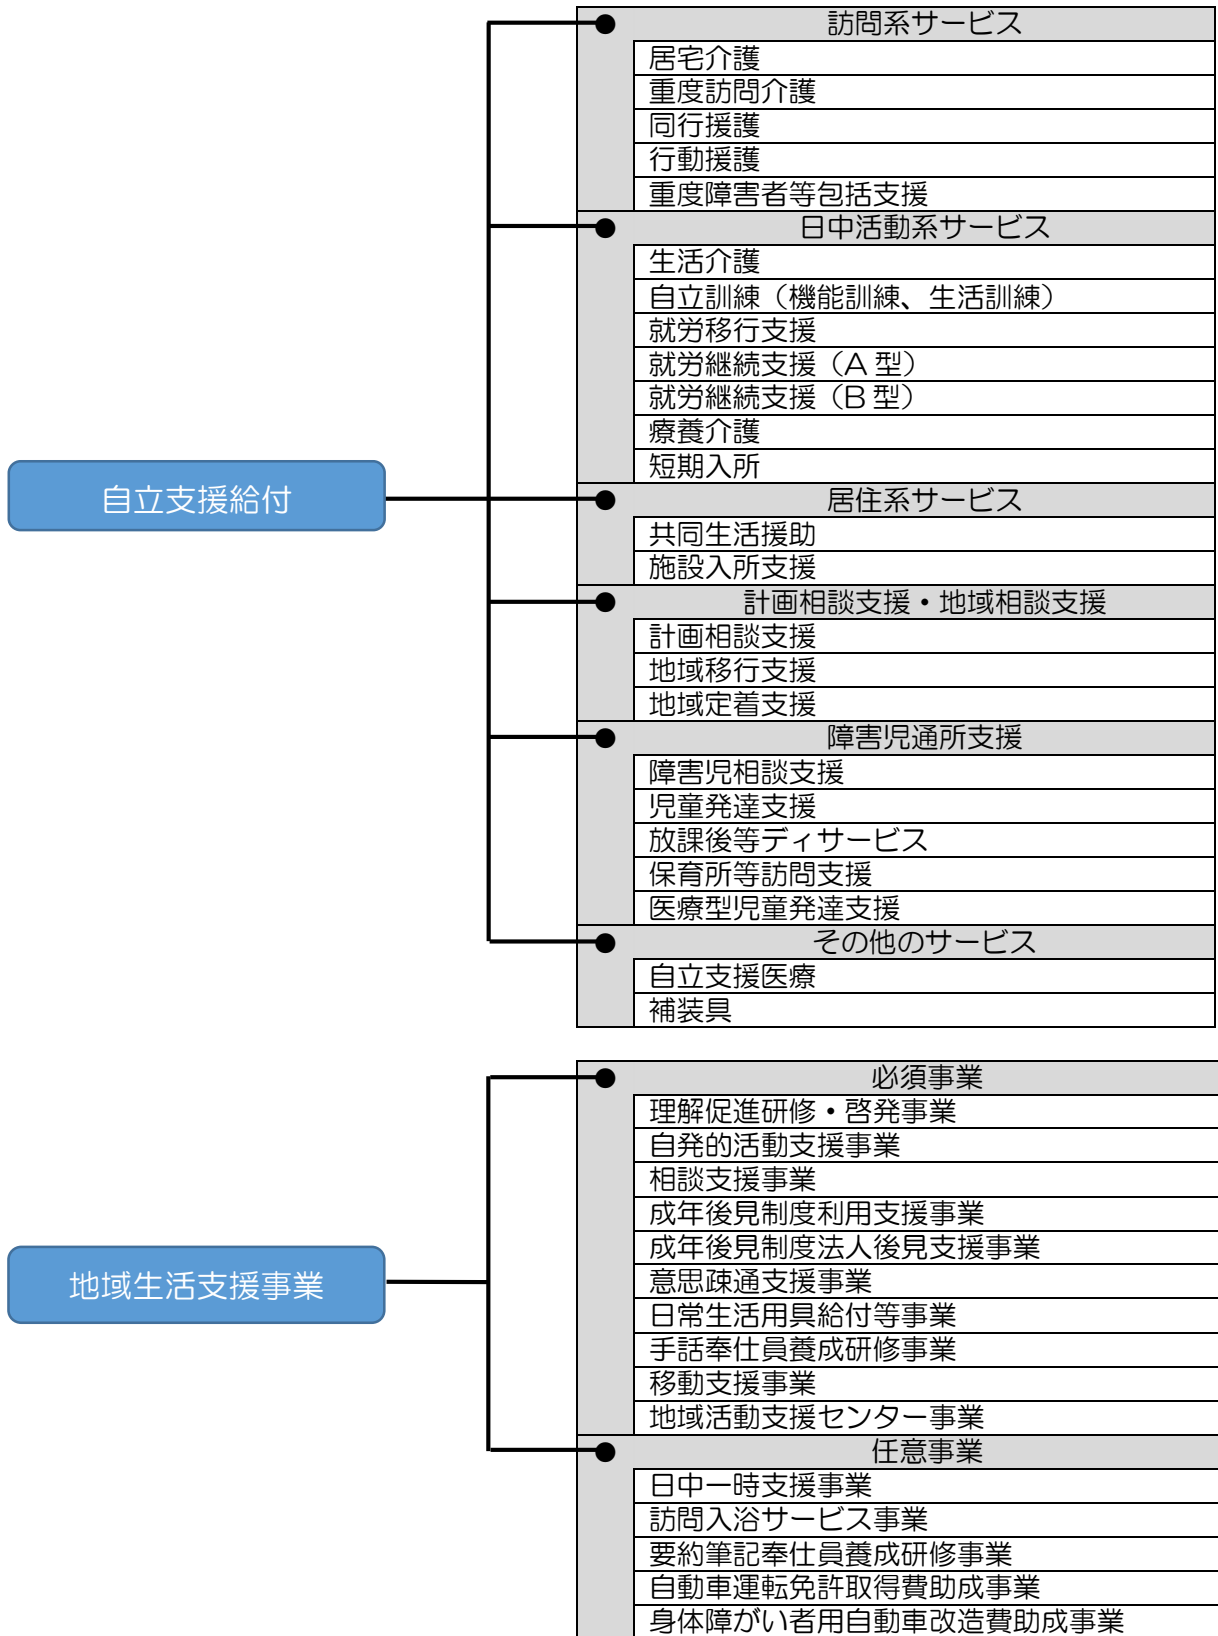 訪問系サービス
居宅介護
重度訪問介護
同行援護
行動援護
重度障害者等包括支援
日中活動系サービス
生活介護
自立訓練（機能訓練、生活訓練）
就労移行支援
就労継続支援（A型）
就労継続支援（B型）
療養介護
短期入所
自立支援給付
居住系サービス
共同生活援助
施設入所支援
計画相談支援・地域相談支援
計画相談支援
地域移行支援
地域定着支援
障害児通所支援
障害児相談支援
児童発達支援
放課後等ディサービス
保育所等訪問支援
医療型児童発達支援
その他のサービス
自立支援医療
補装具
必須事業
理解促進研修・啓発事業
自発的活動支援事業
相談支援事業
成年後見制度利用支援事業
成年後見制度法人後見支援事業
地域生活支援事業
意思疎通支援事業
日常生活用具給付等事業
手話奉仕員養成研修事業
移動支援事業
地域活動支援センター事業
任意事業
日中一時支援事業
訪問入浴サービス事業
要約筆記奉仕員養成研修事業
自動車運転免許取得費助成事業
身体障がい者用自動車改造費助成事業